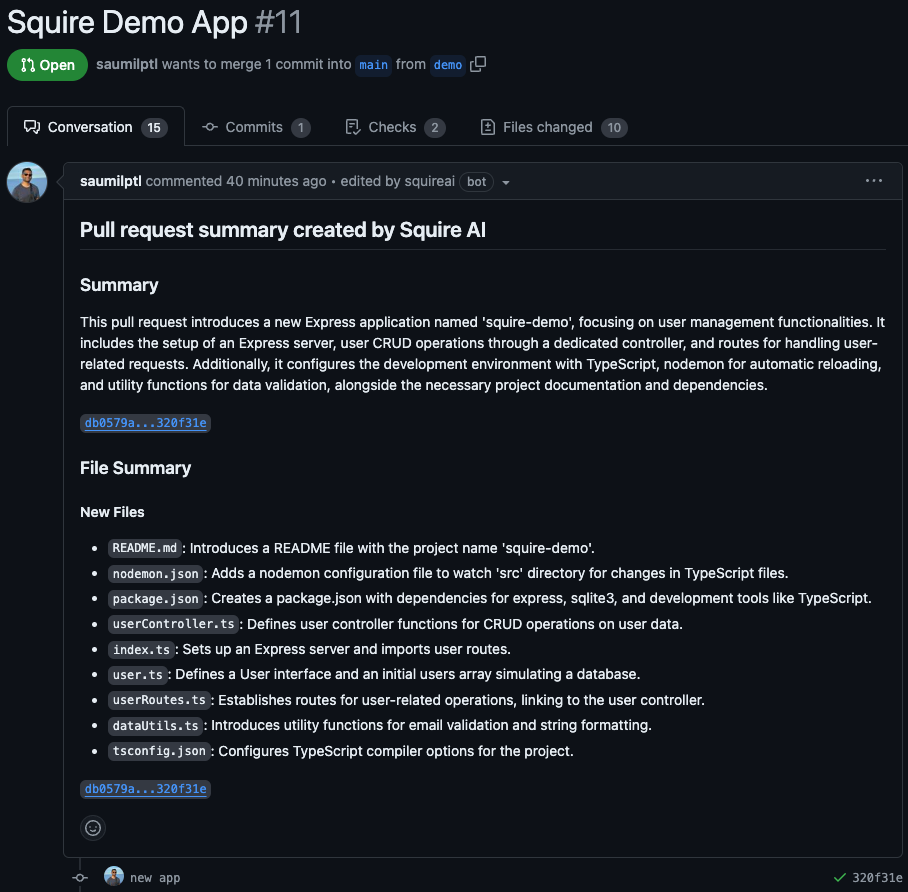 Squire Demo App #11
Open saumilptl wants to merge 1 commit into main from demo
Conversation 15 Commits 1 Checks 2 Files changed 10
saumilptl commented 40 minutes ago • edited by squireai bot
Pull request summary created by Squire AI
Summary
This pull request introduces a new Express application named 'squire-demo', focusing on user management functionalities. It
includes the setup of an Express server, user CRUD operations through a dedicated controller, and routes for handling user-
related requests. Additionally, it configures the development environment with TypeScript, nodemon for automatic reloading,
and utility functions for data validation, alongside the necessary project documentation and dependencies.
db0579a...320f31e
File Summary
New Files
• README.md: Introduces a README file with the project name 'squire-demo'.
• nodemon.json: Adds a nodemon configuration file to watch 'src' directory for changes in TypeScript files.
• package.json: Creates a package.json with dependencies for express, sqlite3, and development tools like TypeScript.
• userController.ts: Defines user controller functions for CRUD operations on user data.
• index.ts: Sets up an Express server and imports user routes.
• user.ts: Defines a User interface and an initial users array simulating a database.
• userRoutes.ts: Establishes routes for user-related operations, linking to the user controller.
• dataUtils.ts: Introduces utility functions for email validation and string formatting.
• tsconfig.json: Configures TypeScript compiler options for the project.
db0579a...320f31e
new app 320f31e